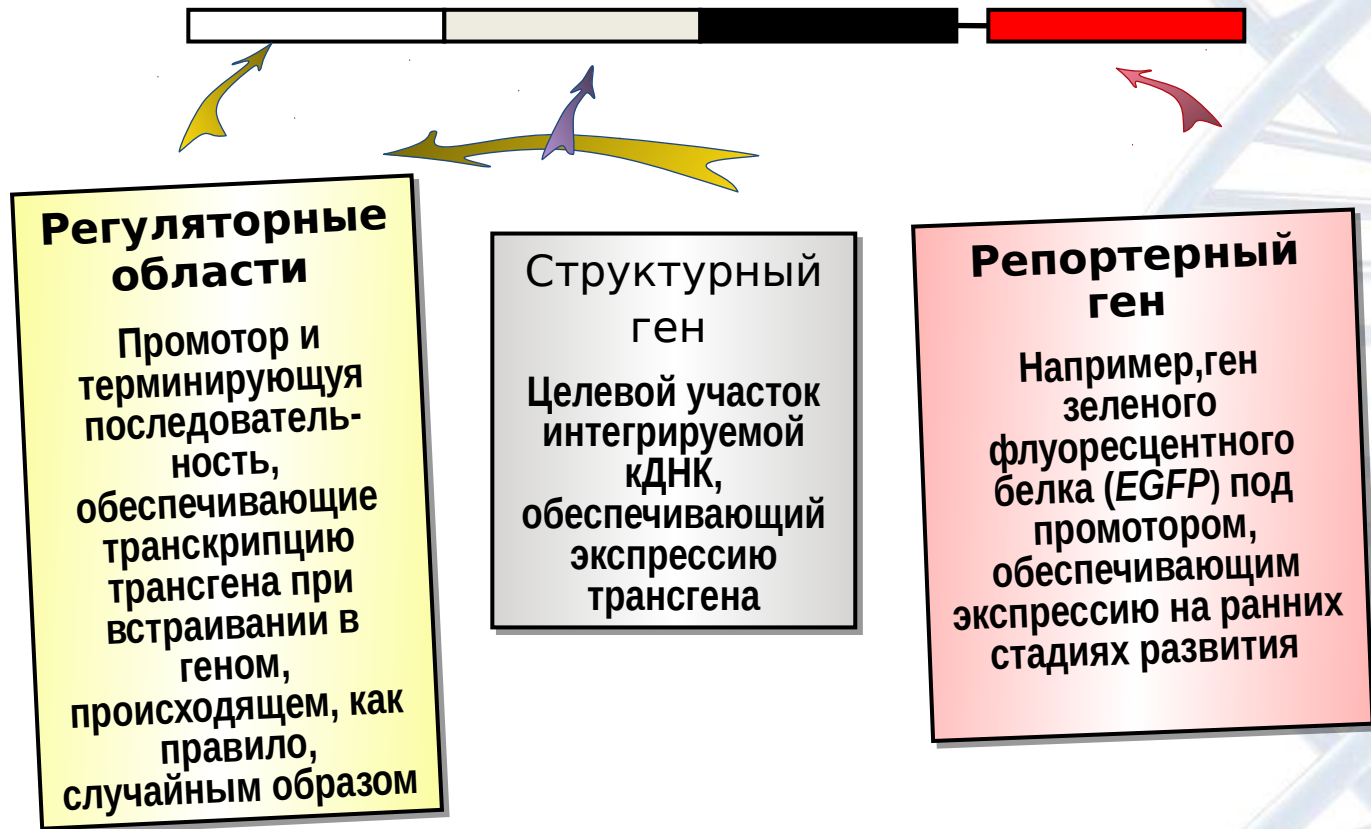 Регуляторные
области
Промотор и
терминирующуя
последователь-
ность,
обеспечивающие
транскрипцию
трансгена при
встраивании в
геном,
происходящем, как
правило,
случайным образом
Структурный
ген
Целевой участок
интегрируемой
кДНК,
обеспечивающий
экспрессию
трансгена
Репортерный
ген
Например,ген
зеленого
флуоресцентного
белка (EGFP) под
промотором,
обеспечивающим
экспрессию на ранних
стадиях развития